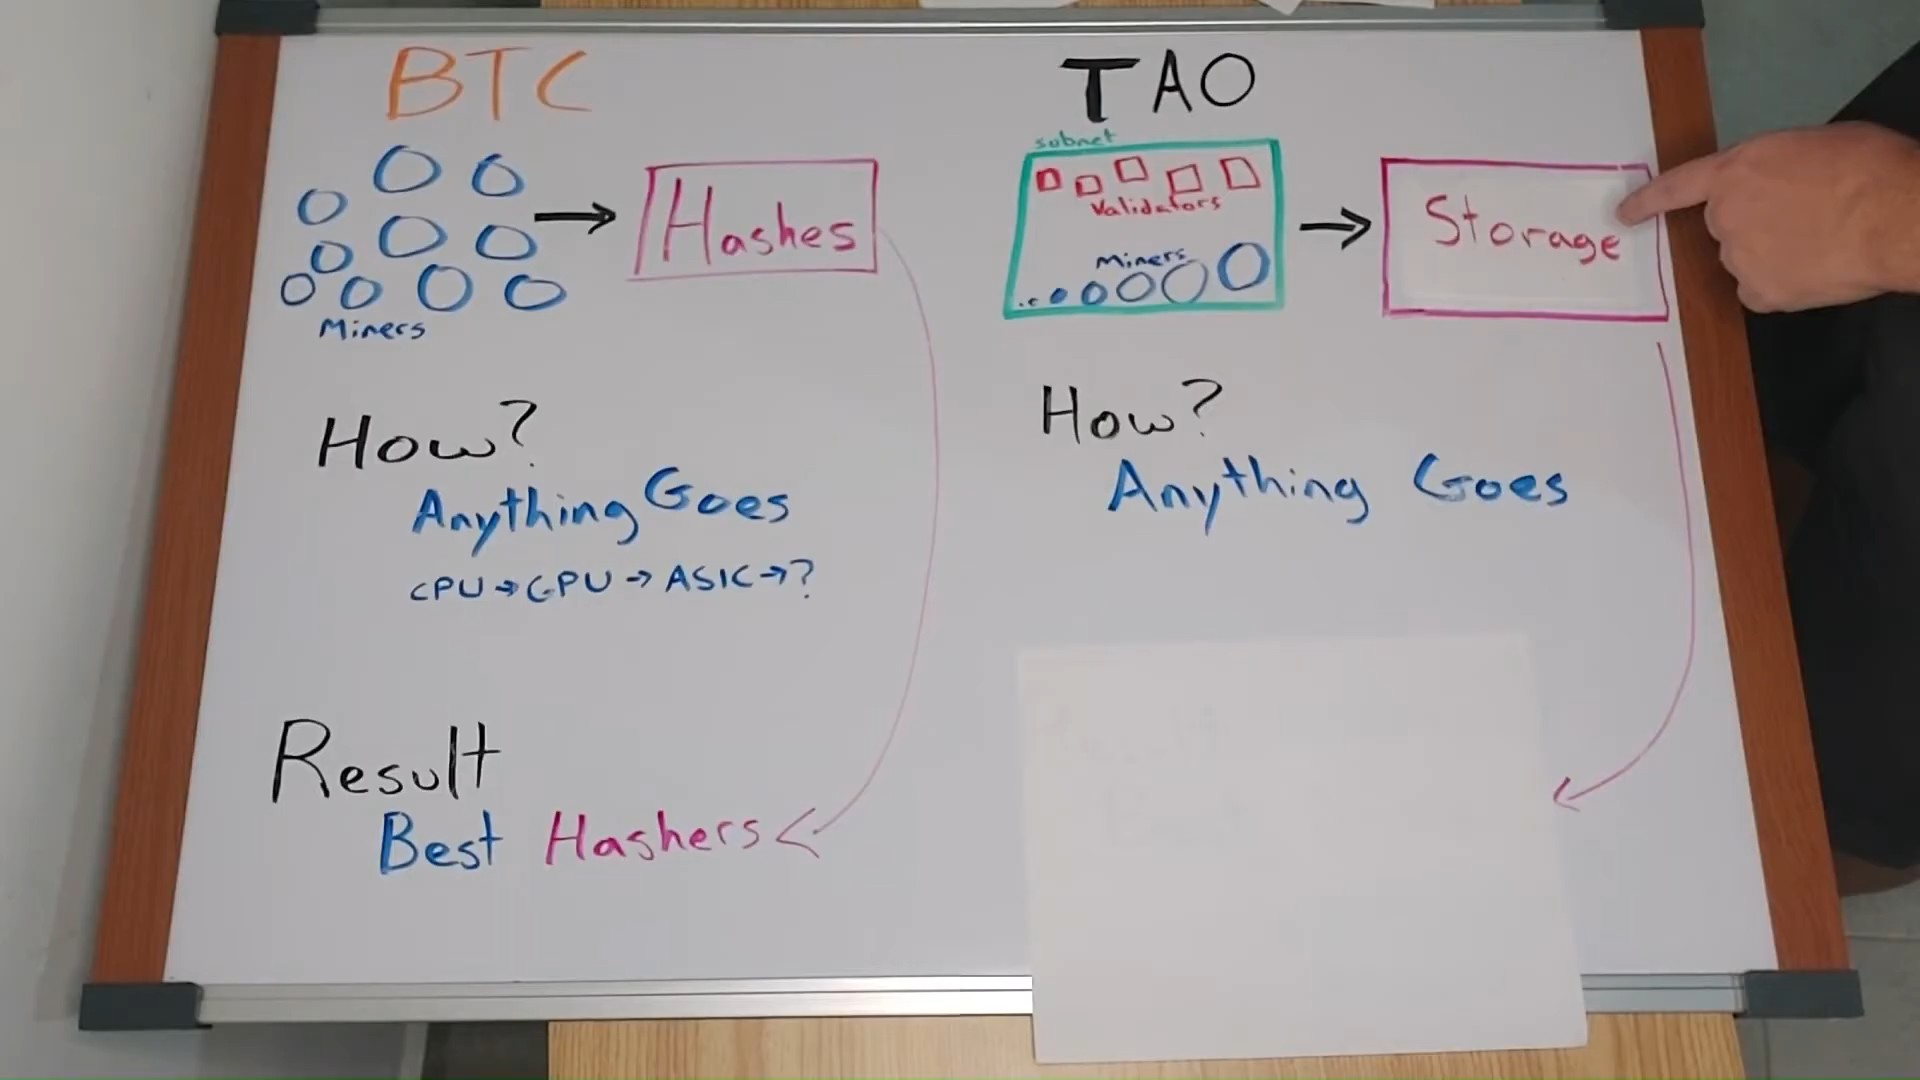 BTC
Hashes
Miners
How?
Anything Goes
CPU → GPU → ASIC → ?
Result
Best Hashers
TAO
subnet
Validators
Miners
Storage
How?
Anything Goes